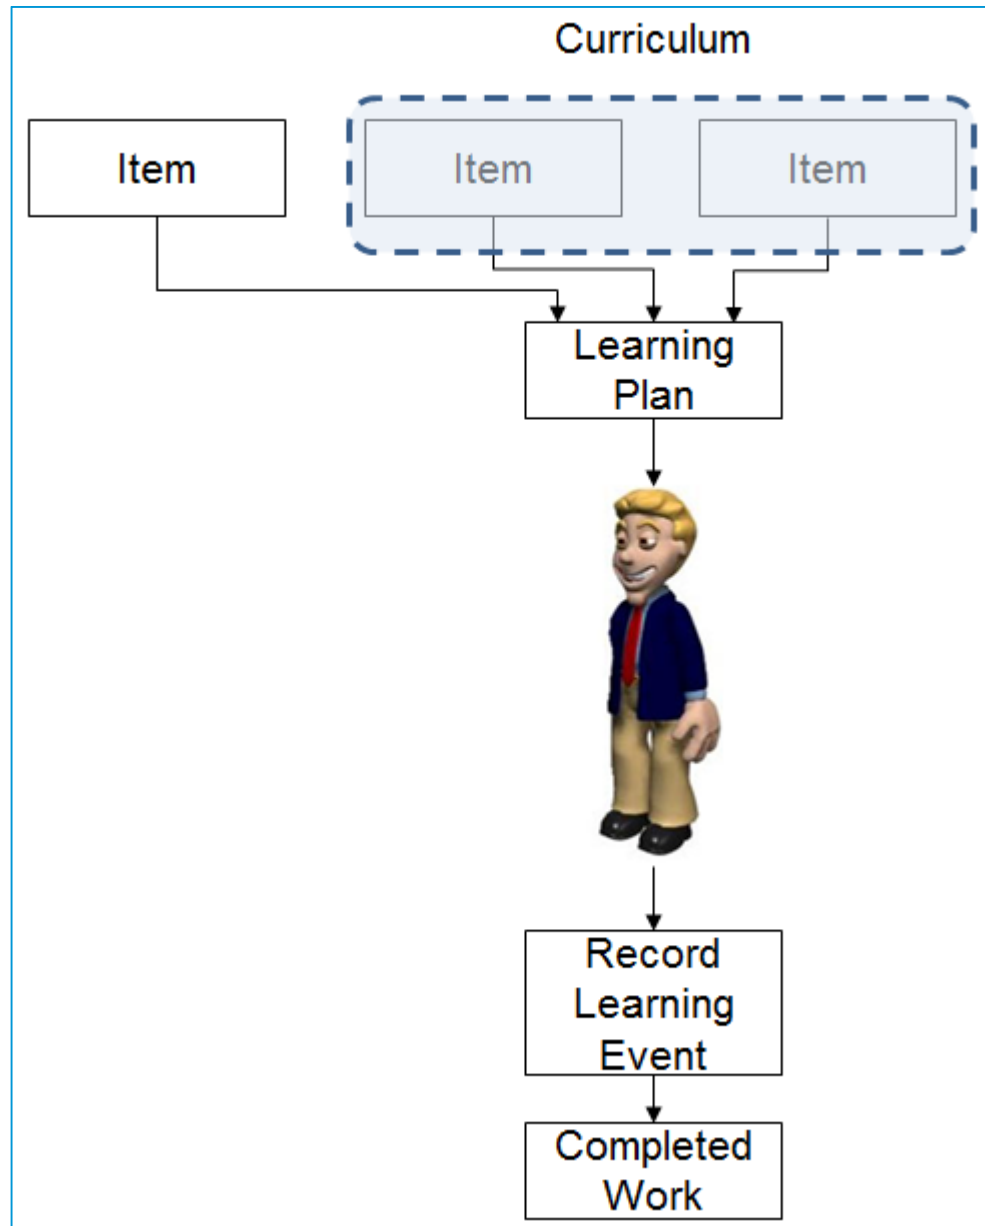 Curriculum
Item
Item
Item
Learning
Plan
Record
Learning
Event
Completed
Work